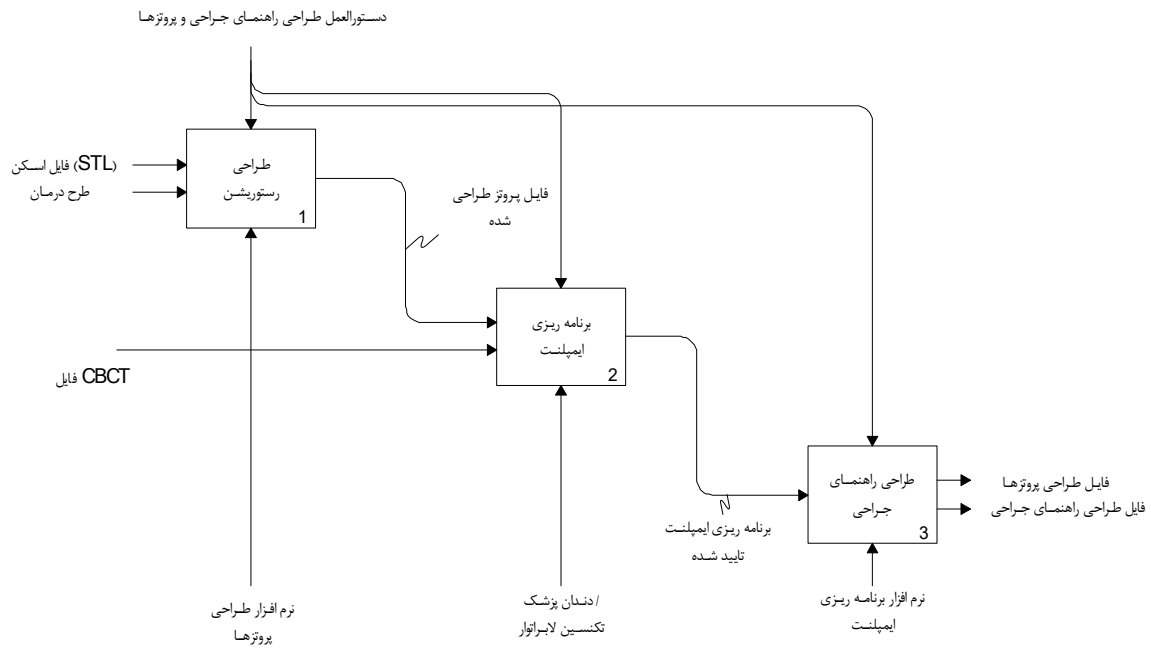 دستورالعمل طراحی راهنمای جراحی و پروتزها
طراحی
رستوریشن
1
(STL) فایل اسکن
طرح درمان
فایل پروتز طراحی
شده
برنامه ریزی
ایمپلنت
2
CBCT فایل
طراحی راهنمای
جراحی
3
فایل طراحی پروتزها
فایل طراحی راهنمای جراحی
برنامه ریزی ایمپلنت
تایید شده
نرم افزار طراحی
پروتزها
/ دندان پزشک
تکنسین لابراتوار
نرم افزار برنامه ریزی
ایمپلنت